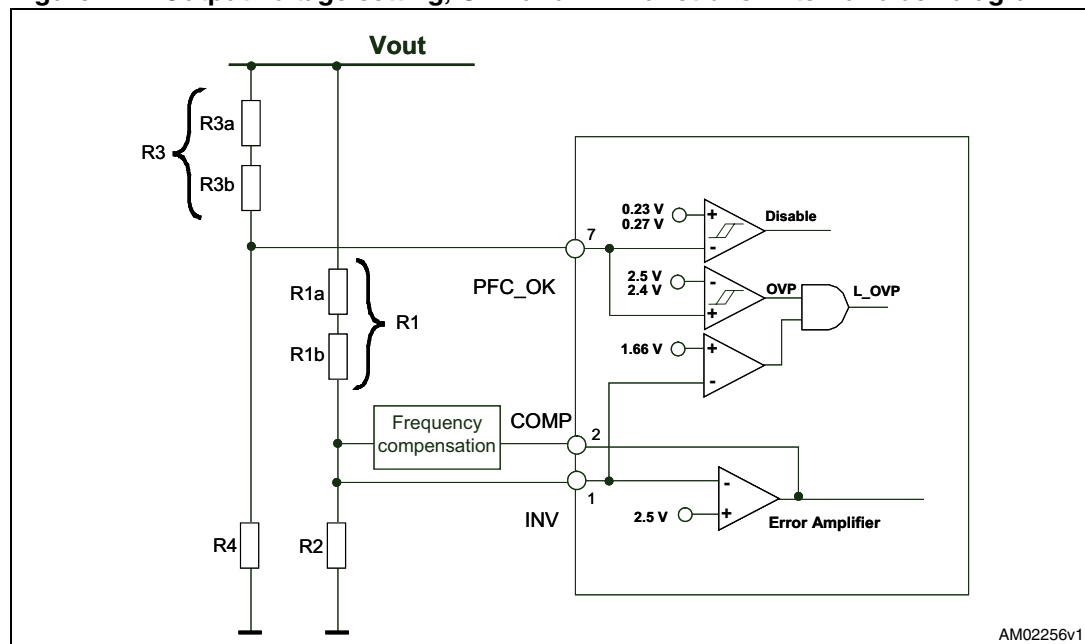 Vout
R3a
R3
R3b
0.23 V
0.27 V
Disable
7
PFC_OK
2.5 V
2.4 V
OVP
L_OVP
R1a
R1
R1b
1.66 V
Frequency
compensation
COMP
2
1
INV
2.5 V
Error Amplifier
R4
R2
AM02256v1